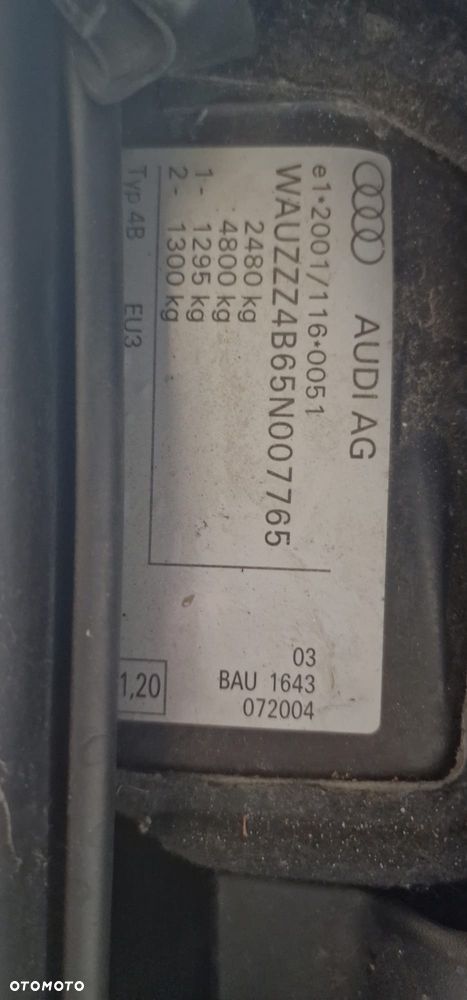 AUDI AG
e1*2001/116*0051
WAUZZZ4B65N007765
2480 kg
4800 kg
1- 1295 kg
2- 1300 kg
Typ 4B EU3
03
BAU 1643
072004
1,20
OTOMOTO